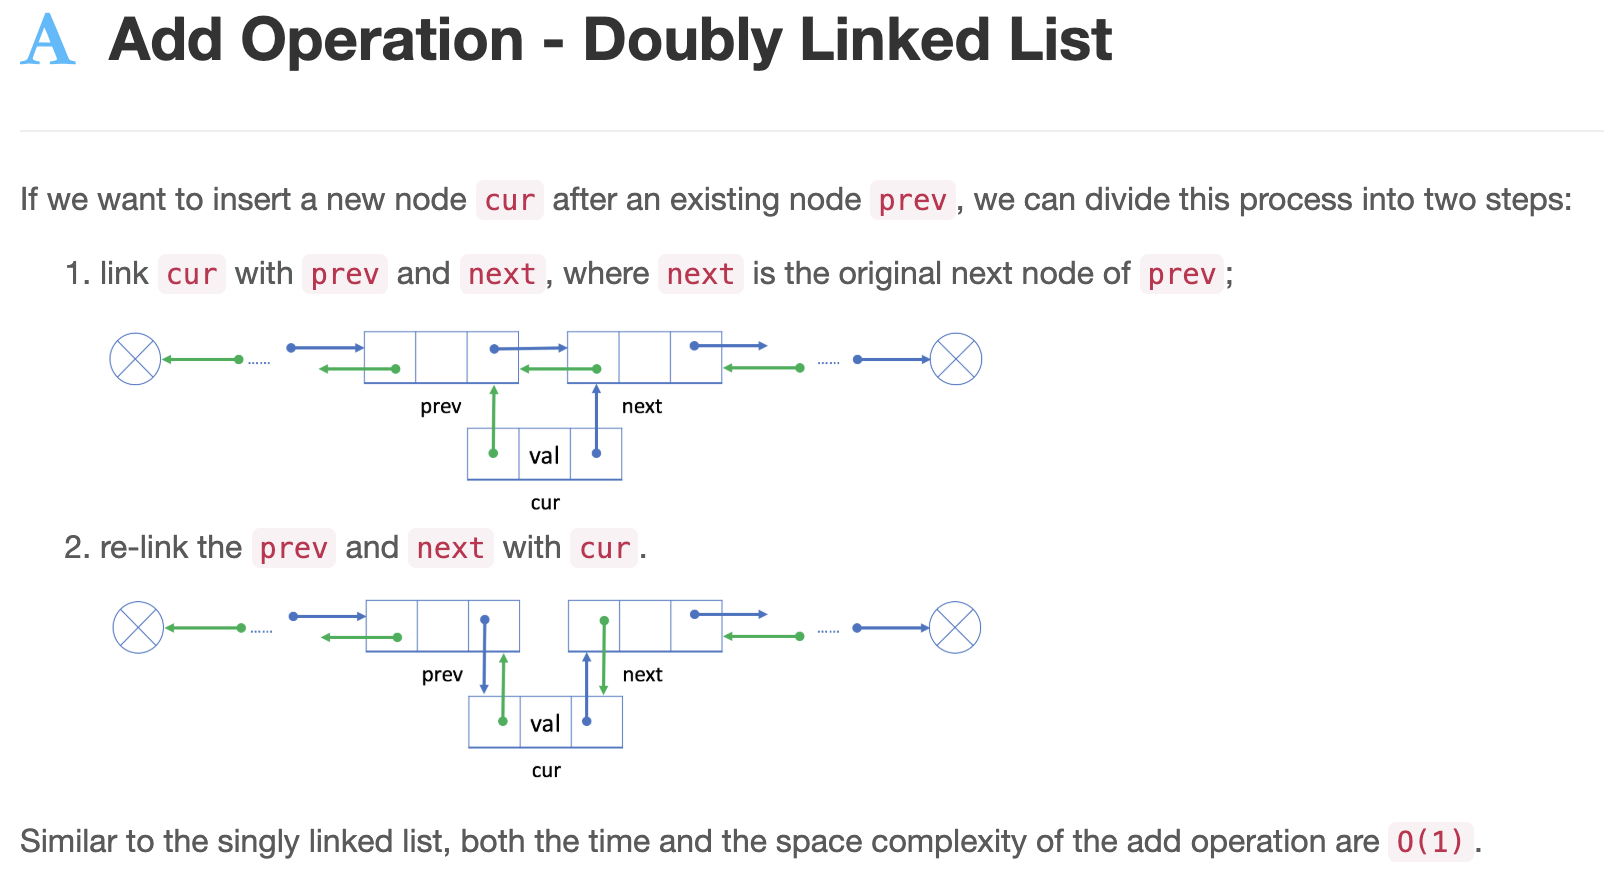 A Add Operation - Doubly Linked List
If we want to insert a new node cur after an existing node prev, we can divide this process into two steps:
1. link cur with prev and next, where next is the original next node of prev;
......
......
prev
next
val
cur
2. re-link the prev and next with cur.
......
......
prev
next
val
cur
Similar to the singly linked list, both the time and the space complexity of the add operation are O(1).